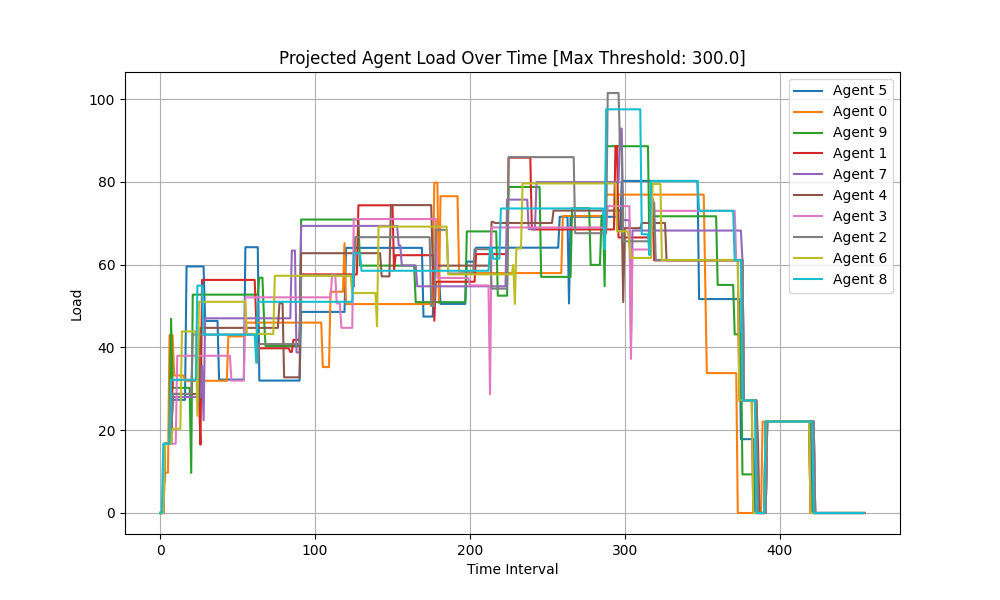 Projected Agent Load Over Time [Max Threshold: 300.0]
Load
100
80
60
40
20
0
0 100 200 300 400
Time Interval
Agent 5
Agent 0
Agent 9
Agent 1
Agent 7
Agent 4
Agent 3
Agent 2
Agent 6
Agent 8